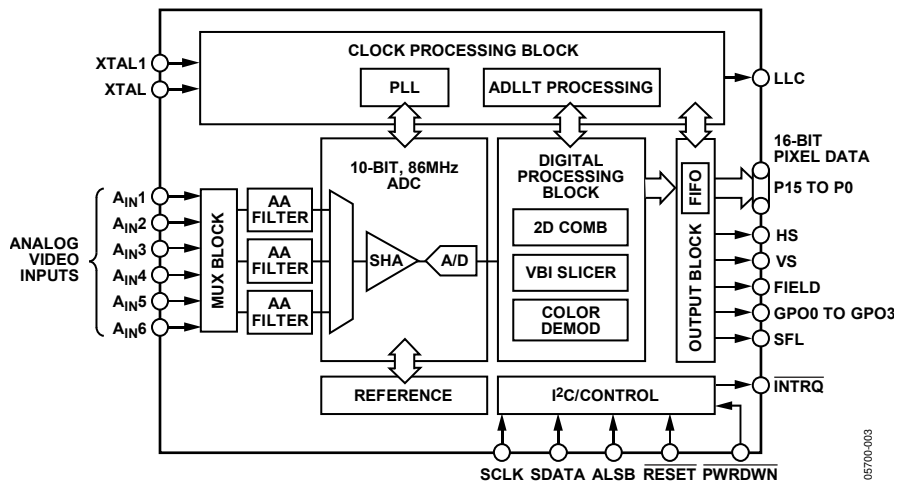 CLOCK PROCESSING BLOCK
XTAL1
XTAL
PLL
ADLLT PROCESSING
LLC
16-BIT
PIXEL DATA
P15 TO P0
10-BIT, 86MHz
ADC
DIGITAL
PROCESSING
BLOCK
FIFO
OUTPUT BLOCK
ANALOG
VIDEO
INPUTS
AIN1
AIN2
AIN3
AIN4
AIN5
AIN6
MUX BLOCK
AA
FILTER
AA
FILTER
AA
FILTER
SHA
A/D
2D COMB
VBI SLICER
COLOR
DEMOD
HS
VS
FIELD
GPO0 TO GPO3
SFL
REFERENCE
I2C/CONTROL
INTRQ
SCLK SDATA ALSB RESET PWRDWN
05700-003